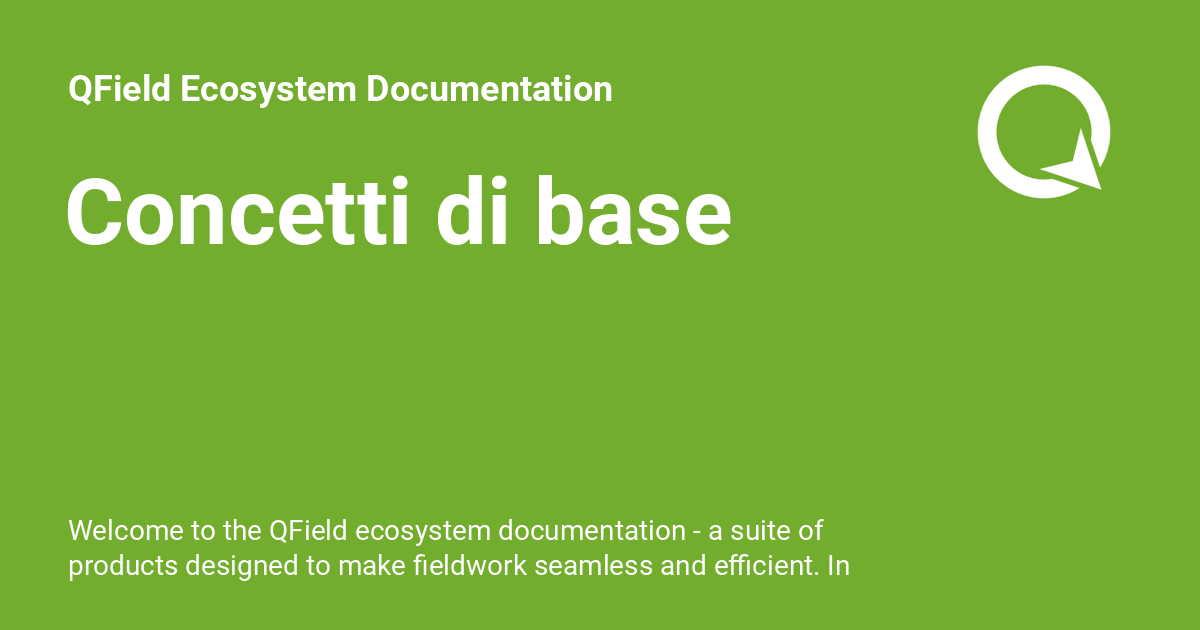 QField Ecosystem Documentation
Concetti di base
Welcome to the QField ecosystem documentation - a suite of
products designed to make fieldwork seamless and efficient. In